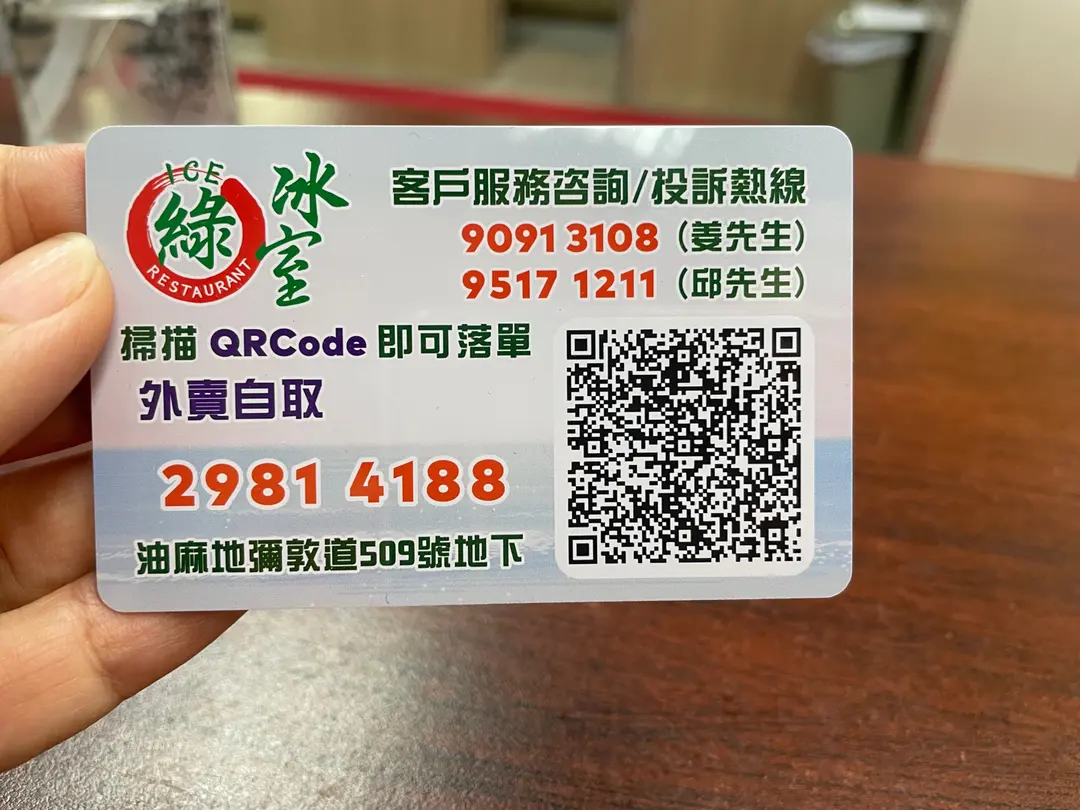 ICE
綠
冰室
RESTAURANT
客戶服務咨詢/投訴熱線
9091 3108 (姜先生)
9517 1211 (邱先生)
掃描 QRCode 即可落單
外賣自取
2981 4188
油麻地彌敦道509號地下